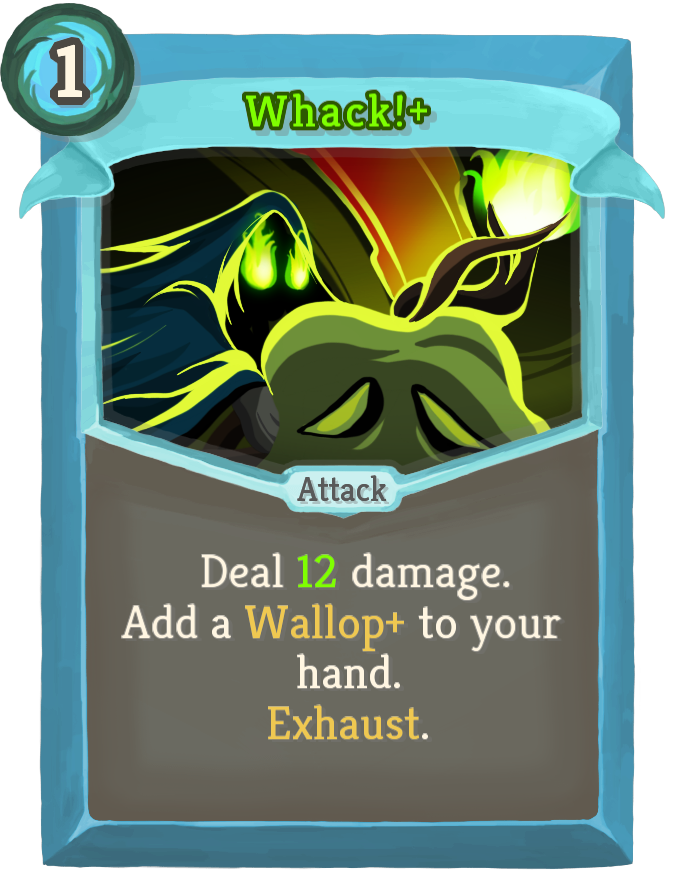 1
Whack!+
Attack
Deal 12 damage.
Add a Wallop+ to your
hand.
Exhaust.